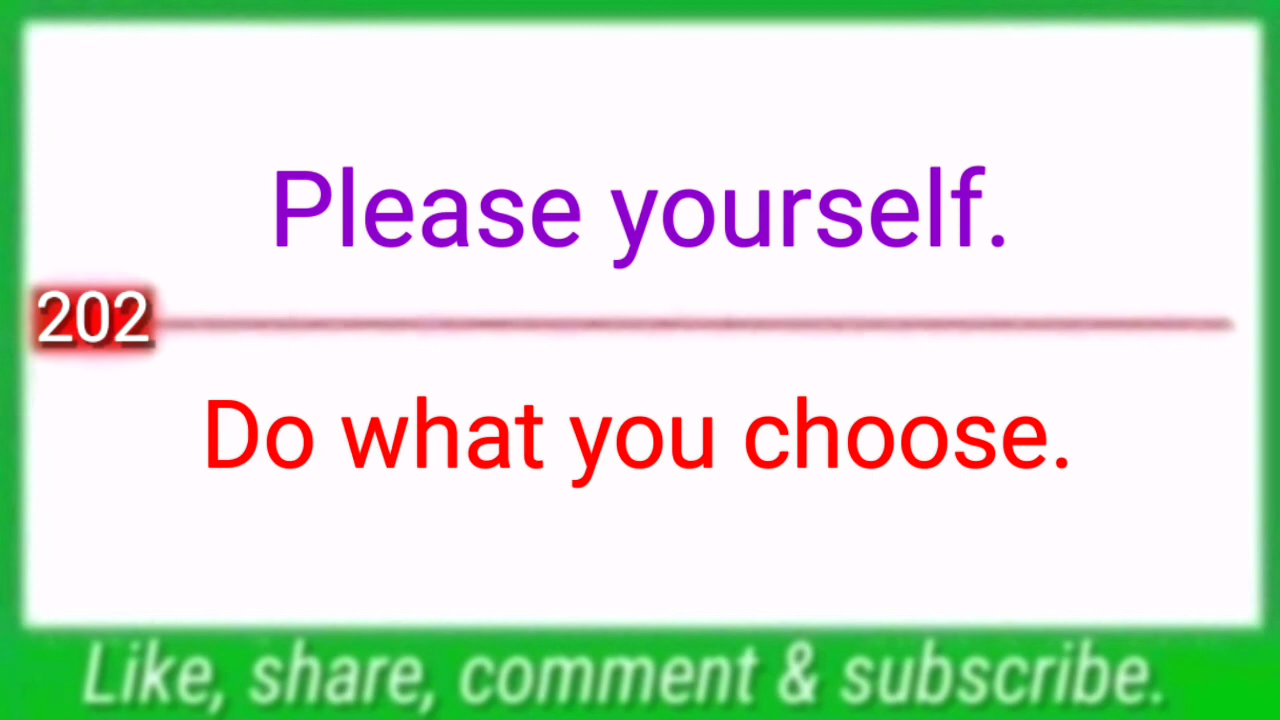 Please yourself.
202
Do what you choose.
Like, share, comment & subscribe.